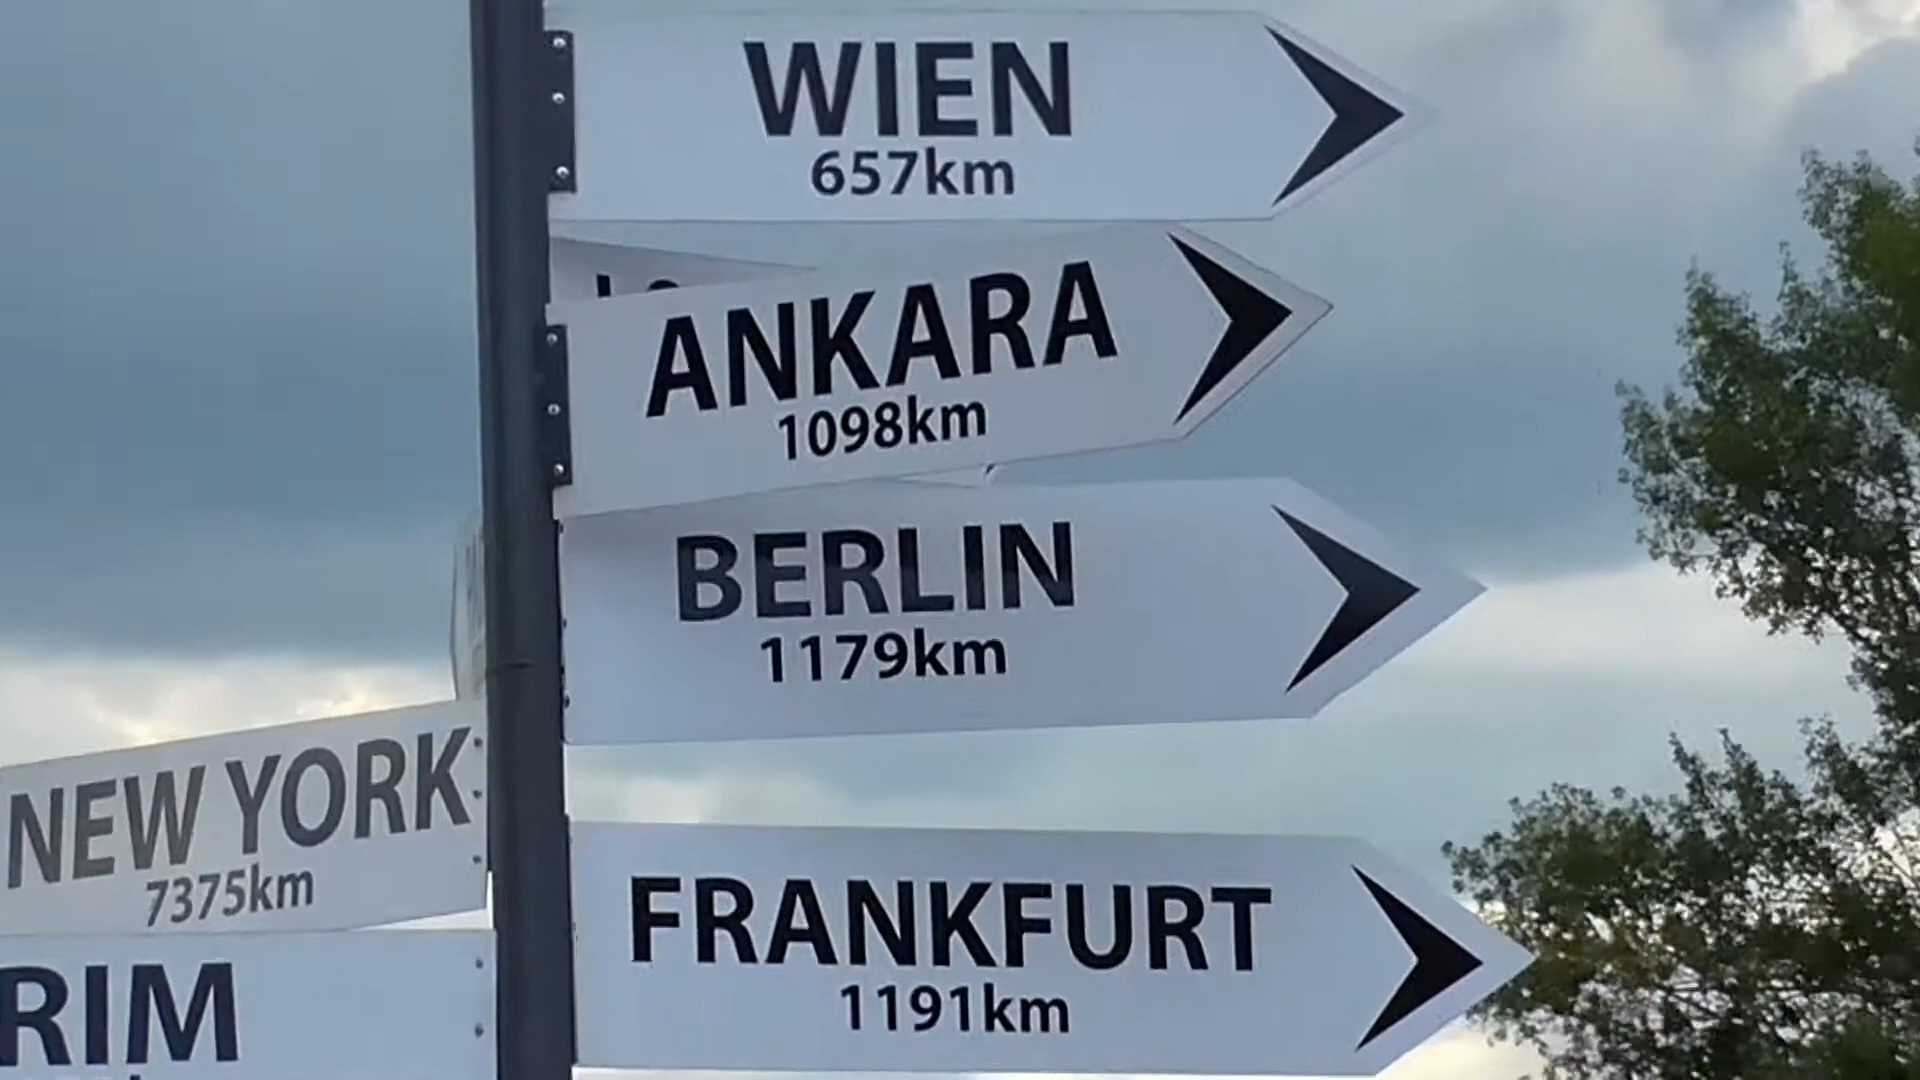 WIEN
657km
ANKARA
1098km
BERLIN
1179km
NEW YORK
7375km
FRANKFURT
1191km
RIM